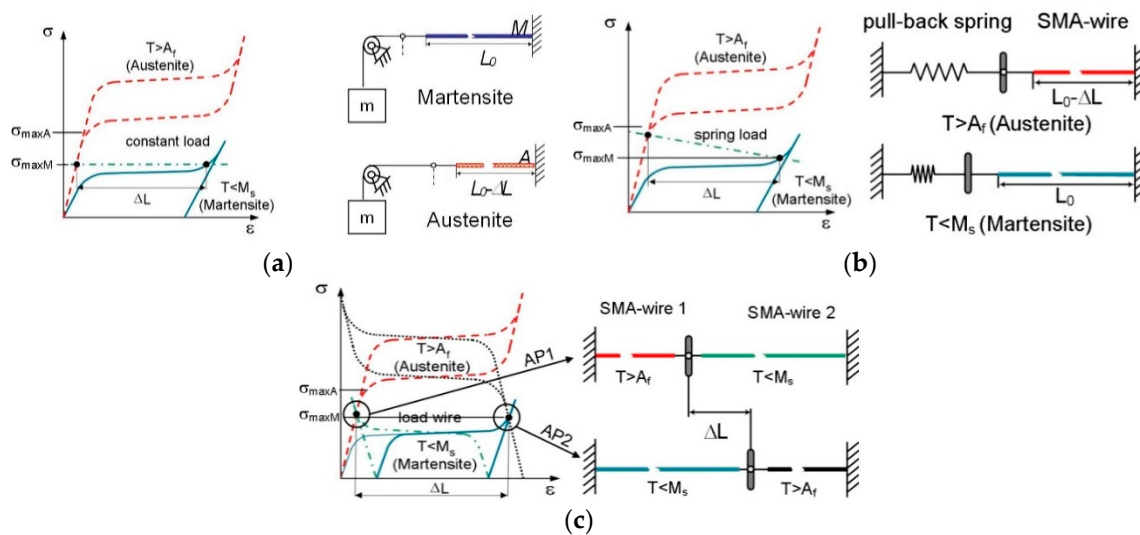 σ
T>Af
(Austenite)
σmaxA
constant load
σmaxM
ΔL
T<Ms
(Martensite)
ε
M
L0
m
Martensite
A
L0-ΔL
m
Austenite
(a)
σ
T>Af
(Austenite)
σmaxA
spring load
σmaxM
ΔL
T<Ms
(Martensite)
ε
pull-back spring
SMA-wire
L0-ΔL
T>Af (Austenite)
L0
T<Ms (Martensite)
(b)
σ
T>Af
(Austenite)
σmaxA
σmaxM
load wire
T<Ms
(Martensite)
ΔL
ε
AP1
AP2
SMA-wire 1
SMA-wire 2
T>Af
T<Ms
ΔL
T<Ms
T>Af
(c)